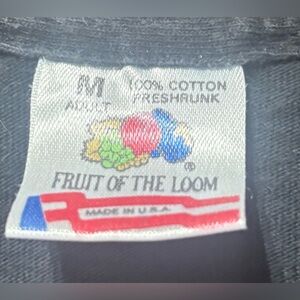 M 100% COTTON
ADULT PRESHRUNK
®
FRUIT OF THE LOOM
MADE IN U.S.A.